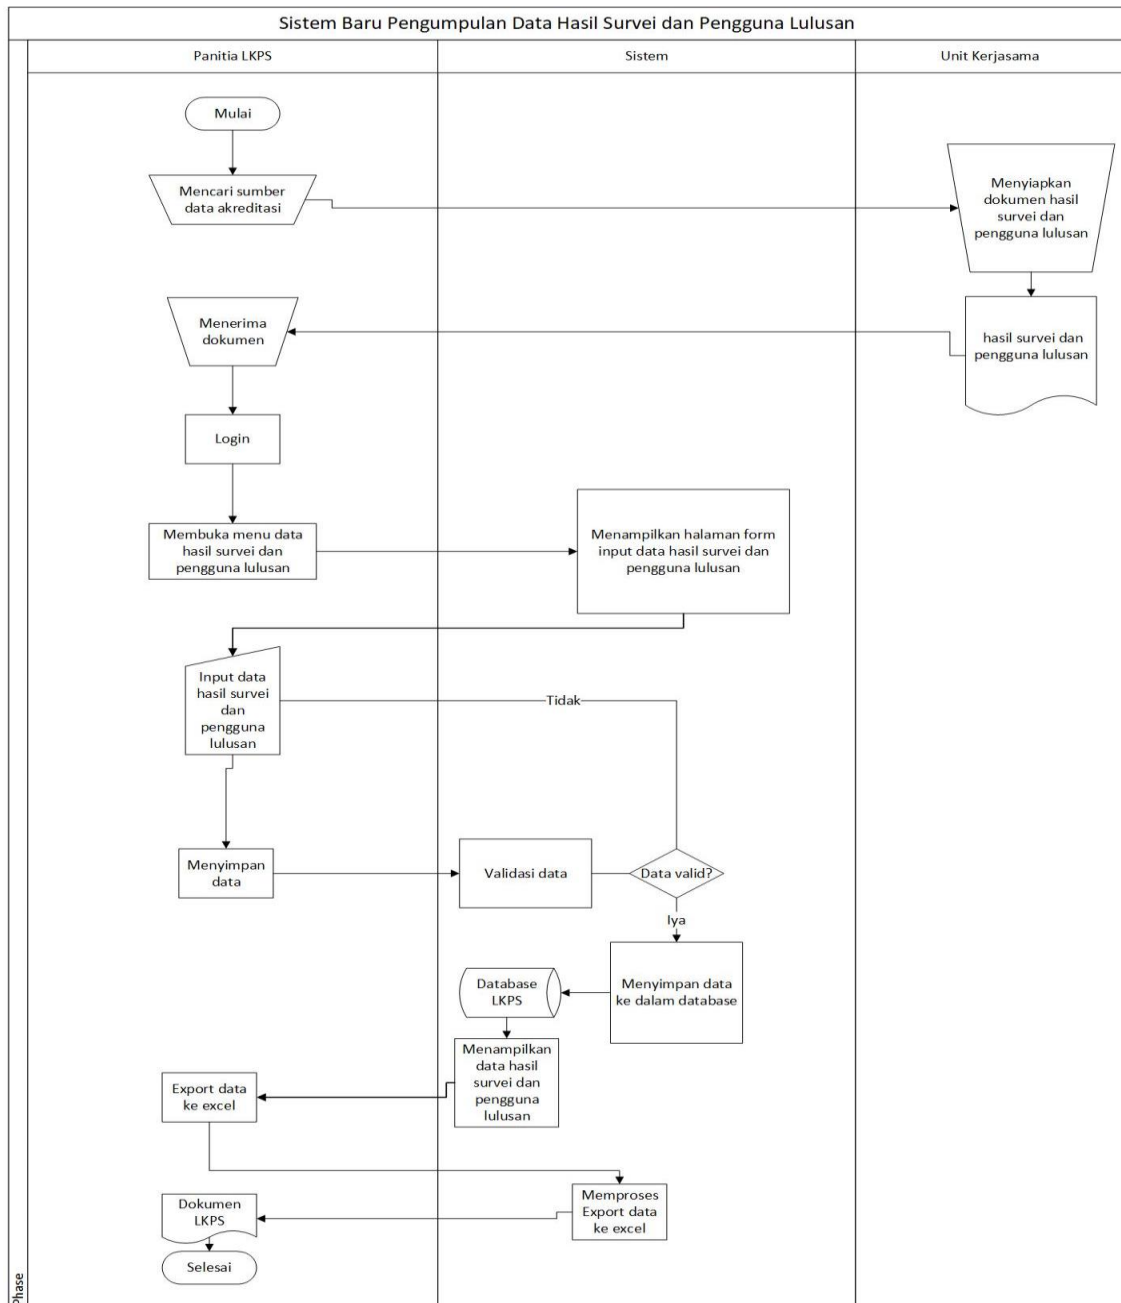 Sistem Baru Pengumpulan Data Hasil Survei dan Pengguna Lulusan
Panitia LKPS
Sistem
Unit Kerjasama
Mulai
Mencari sumber
data akreditasi
Menyiapkan
dokumen hasil
survei dan
pengguna lulusan
hasil survei dan
pengguna lulusan
Menerima
dokumen
Login
Membuka menu data
hasil survei dan
pengguna lulusan
Menampilkan halaman form
input data hasil survei dan
pengguna lulusan
Input data
hasil survei
dan
pengguna
lulusan
Tidak
Menyimpan
data
Validasi data
Data valid?
Iya
Menyimpan data
ke dalam database
Database
LKPS
Menampilkan
data hasil
survei dan
pengguna
lulusan
Export data
ke excel
Memproses
Export data
ke excel
Dokumen
LKPS
Selesai
Phase